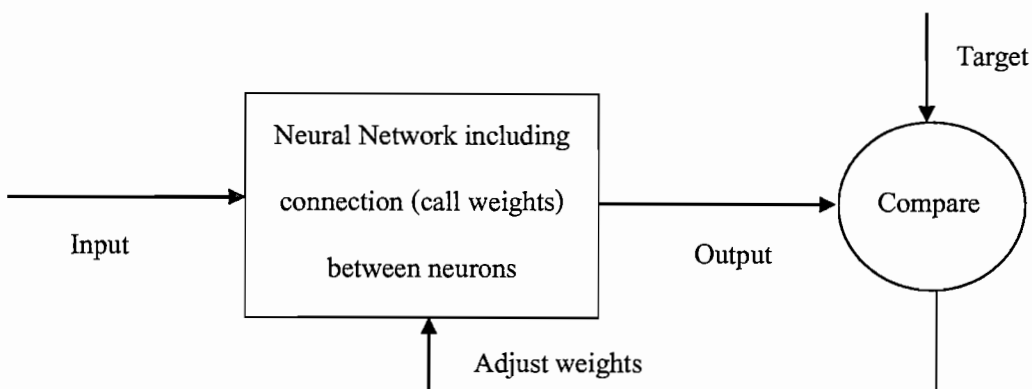 Target
Neural Network including
connection (call weights)
between neurons
Compare
Input
Output
Adjust weights